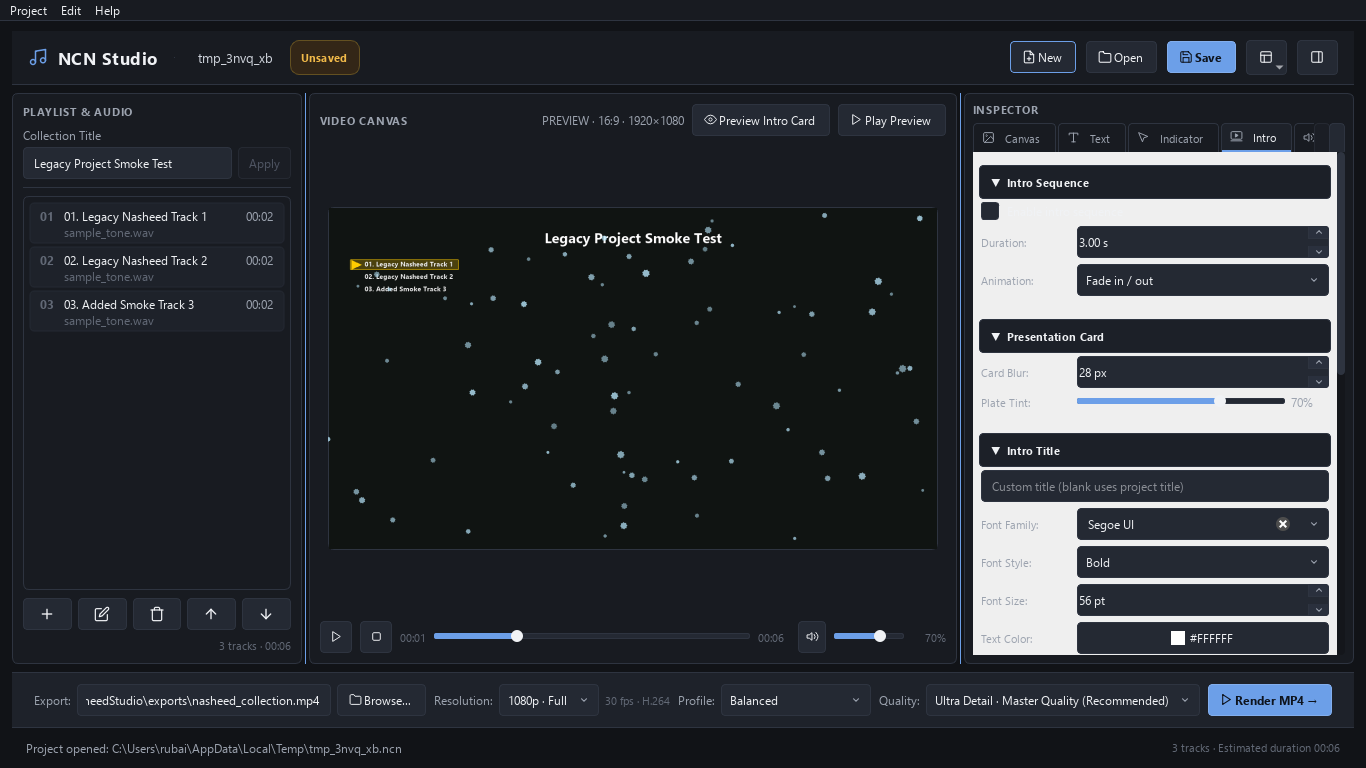 Project Edit Help
NCN Studio
tmp_3nvq_xb
Unsaved
New
Open
Save
PLAYLIST & AUDIO
Collection Title
Legacy Project Smoke Test
Apply
01 01. Legacy Nasheed Track 1 00:02
sample_tone.wav
02 02. Legacy Nasheed Track 2 00:02
sample_tone.wav
03 03. Added Smoke Track 3 00:02
sample_tone.wav
3 tracks · 00:06
VIDEO CANVAS
PREVIEW · 16:9 · 1920×1080
Preview Intro Card
Play Preview
Legacy Project Smoke Test
01. Legacy Nasheed Track 1
02. Legacy Nasheed Track 2
03. Added Smoke Track 3
00:01
00:06
70%
INSPECTOR
Canvas
Text
Indicator
Intro
▼ Intro Sequence
Duration: 3.00 s
Animation: Fade in / out
▼ Presentation Card
Card Blur: 28 px
Plate Tint: 70%
▼ Intro Title
Custom title (blank uses project title)
Font Family: Segoe UI
Font Style: Bold
Font Size: 56 pt
Text Color: #FFFFFF
Export: eedStudio\exports\nasheed_collection.mp4
Browse...
Resolution: 1080p · Full
30 fps · H.264
Profile: Balanced
Quality: Ultra Detail · Master Quality (Recommended)
Render MP4 →
Project opened: C:\Users\rubai\AppData\Local\Temp\tmp_3nvq_xb.ncn
3 tracks · Estimated duration 00:06